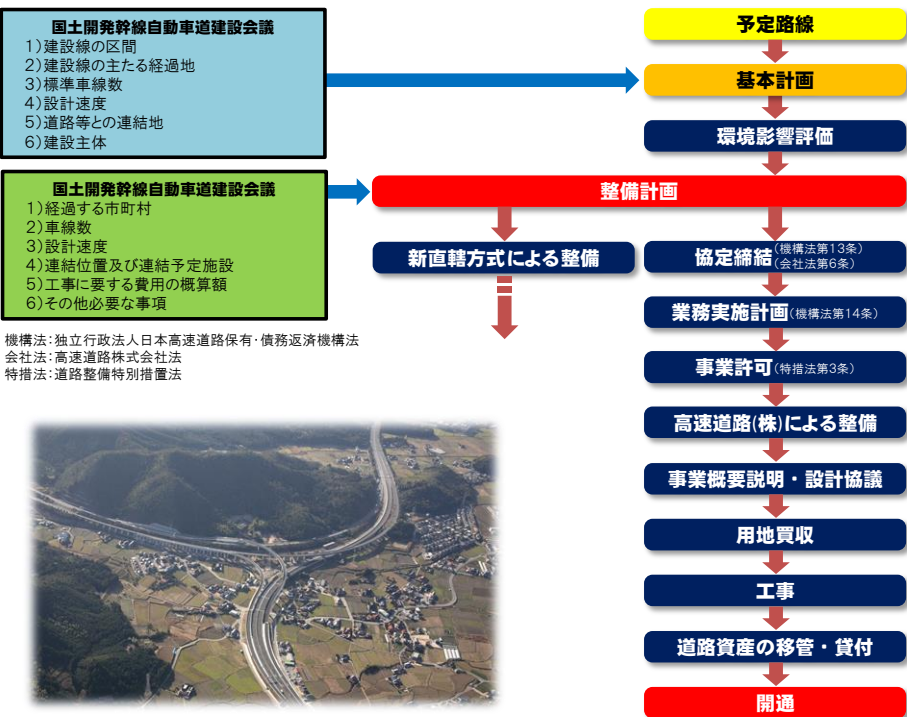 国土開発幹線自動車道建設会議
1)建設線の区間
2)建設線の主たる経過地
3)標準車線数
4)設計速度
5)道路等との連結地
6)建設主体
国土開発幹線自動車道建設会議
1)経過する市町村
2)車線数
3)設計速度
4)連結位置及び連結予定施設
5)工事に要する費用の概算額
6)その他必要な事項
機構法:独立行政法人日本高速道路保有・債務返済機構法
会社法:高速道路株式会社法
特措法:道路整備特別措置法
予定路線
基本計画
環境影響評価
整備計画
新直轄方式による整備
協定締結(機構法第13条)
(会社法第6条)
業務実施計画(機構法第14条)
事業許可(特措法第3条)
高速道路(株)による整備
事業概要説明・設計協議
用地買収
工事
道路資産の移管・貸付
開通